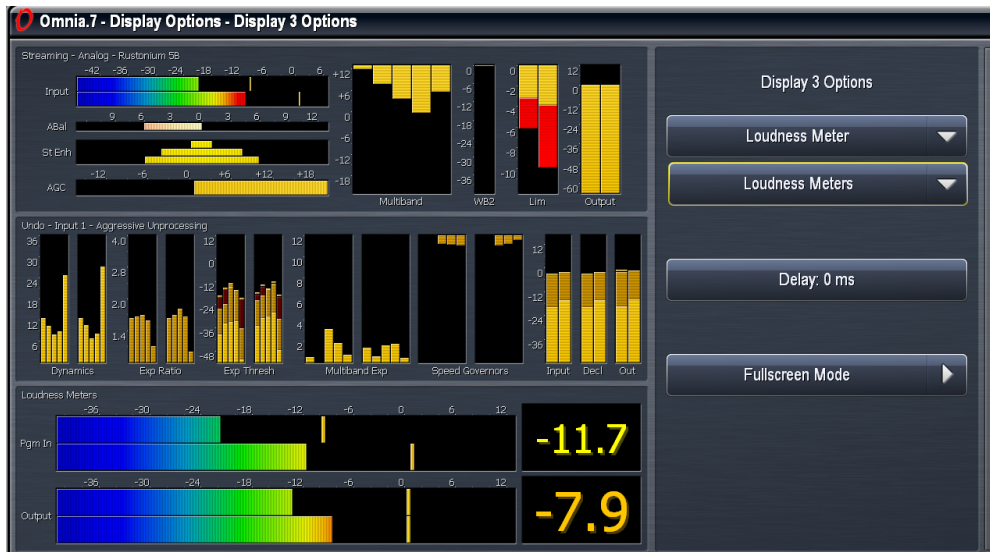 Omnia.7 - Display Options - Display 3 Options
Streaming - Analog - Rustonium 5B
-42 -36 -30 -24 -18 -12 -6 0 6
Input
9 6 3 0 3 6 9 12
ABal
St Enh
-12 -6 0 +6 +12 +18
AGC
+12
+6
0
-6
-12
-18
Multiband
0
-6
-12
-18
-24
-30
-36
WB2
0
-2
-4
-6
-8
-10
Lim
12
0
-12
-24
-36
-48
-60
Output
Undo - Input 1 - Aggressive Unprocessing
36
30
24
18
12
6
Dynamics
4.0
2.8
2.0
1.4
Exp Ratio
12
0
-12
-24
-36
-48
Exp Thresh
12
10
8
6
4
2
Multiband Exp
Speed Governors
12
0
-12
-24
-36
Input Decl Out
Loudness Meters
-36 -30 -24 -18 -12 -6 0 6 12
Pgm In
-11.7
-36 -30 -24 -18 -12 -6 0 6 12
Output
-7.9
Display 3 Options
Loudness Meter
Loudness Meters
Delay: 0 ms
Fullscreen Mode